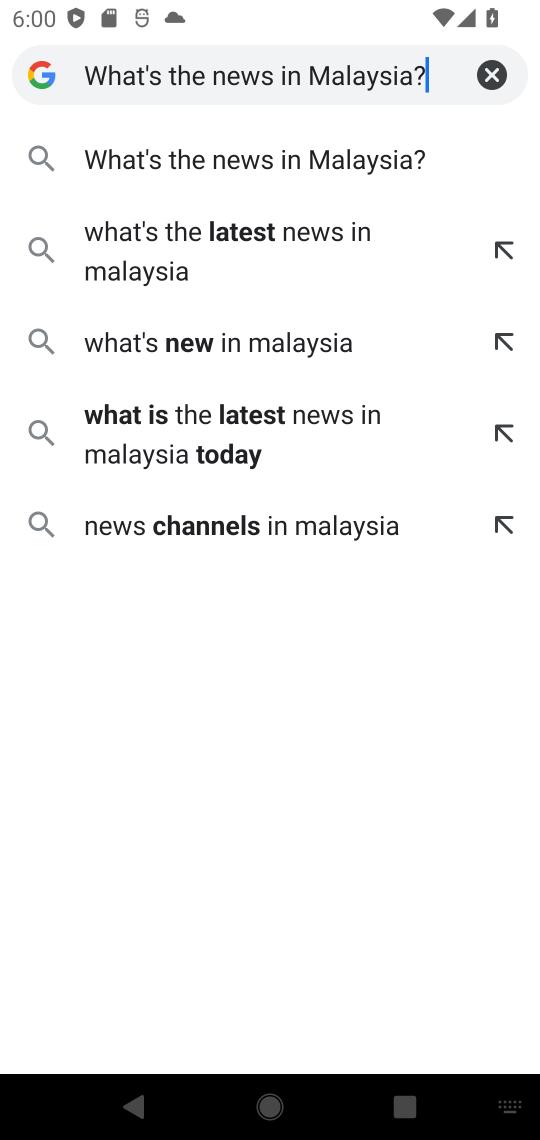 6:00
What's the news in Malaysia?
What's the news in Malaysia?
what's the latest news in
malaysia
what's new in malaysia
what is the latest news in
malaysia today
news channels in malaysia